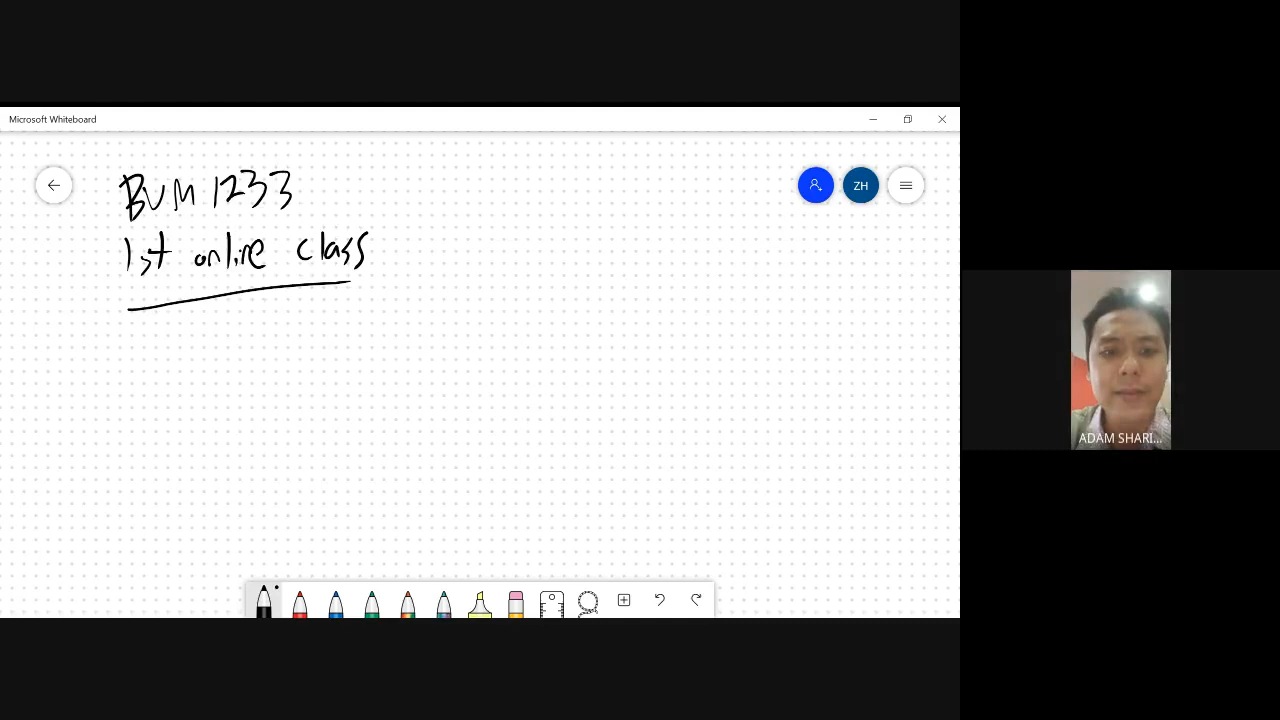 Microsoft Whiteboard
BUM 1233
ZH
1st online class
ADAM SHARI...